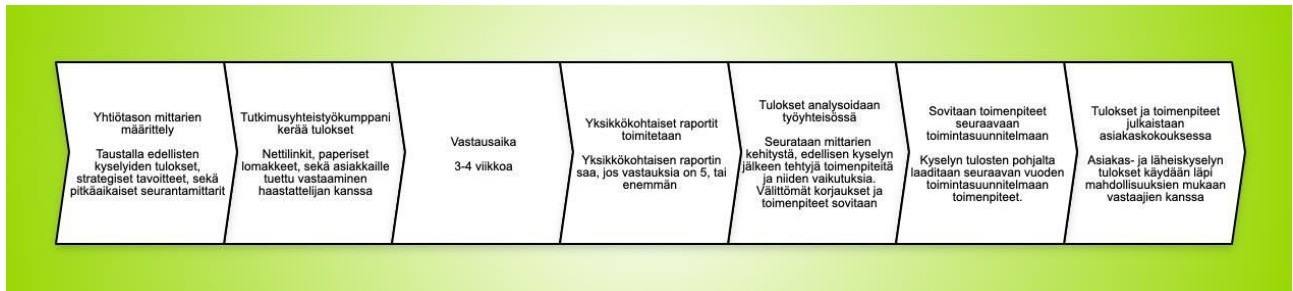 Yhtiötason mittarien
määrittely
Taustalla edellisten
kyselyiden tulokset,
strategiset tavoitteet, sekä
pitkäaikaiset seurantamittarit
Tutkimusyhteistyökumppani
kerää tulokset
Nettilinkit, paperiset
lomakkeet, sekä asiakkaille
tuettu vastaaminen
haastattelijan kanssa
Vastausaika
3-4 viikkoa
Yksikkökohtaiset raportit
toimitetaan
Yksikkökohtaisen raportin
saa, jos vastauksia on 5, tai
enemmän
Tulokset analysoidaan
työyhteisössä
Seurataan mittarien
kehitystä, edellisen kyselyn
jälkeen tehtyjä toimenpiteitä
ja niiden vaikutuksia.
Välittömät korjaukset ja
toimenpiteet sovitaan
Sovitaan toimenpiteet
seuraavaan
toimintasuunnitelmaan
Kyselyn tulosten pohjalta
laaditaan seuraavan vuoden
toimintasuunnitelmaan
toimenpiteet.
Tulokset ja toimenpiteet
julkaistaan
asiakaskokouksessa
Asiakas- ja läheiskyselyn
tulokset käydään läpi
mahdollisuuksien mukaan
vastaajien kanssa